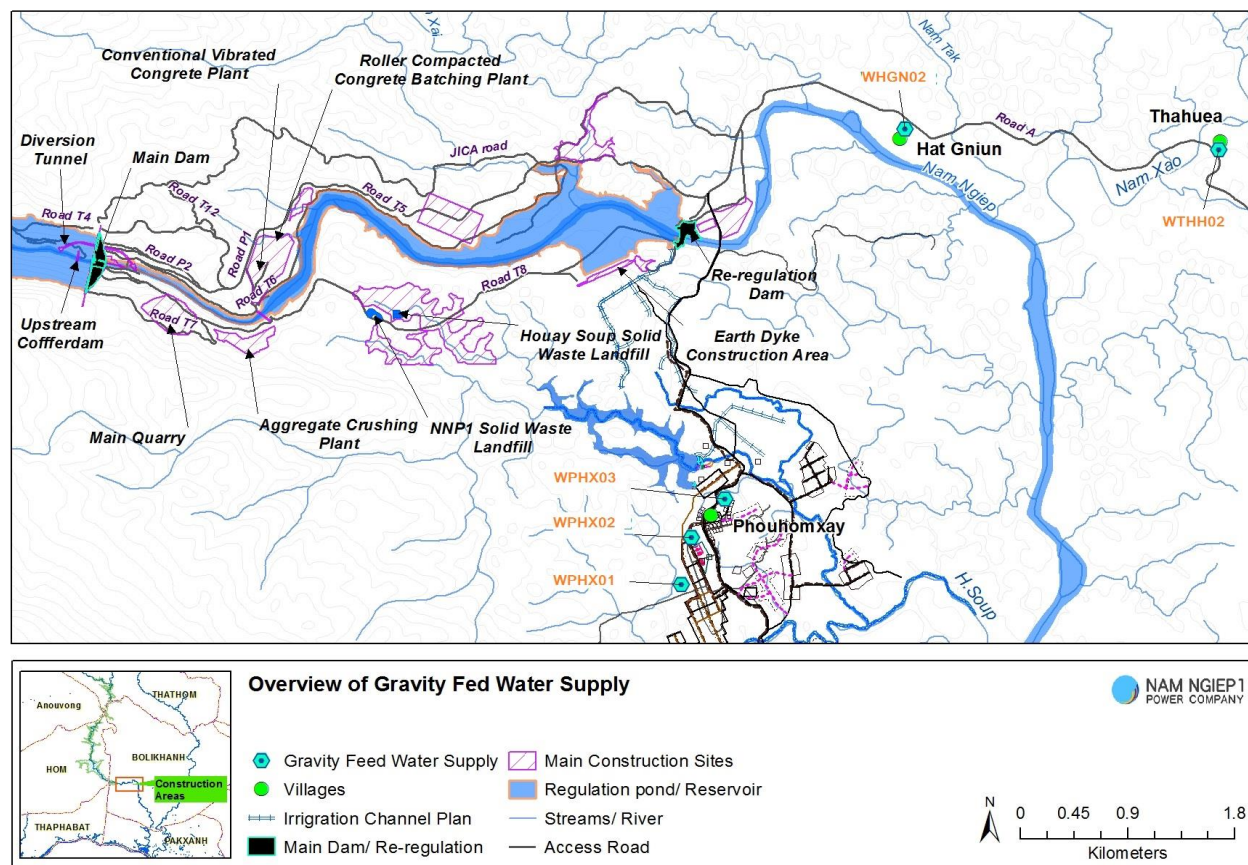 Nam Xai
Conventional Vibrated
Congrete Plant
Roller Compacted
Congrete Batching Plant
Nam Tak
WHGN02
Thahuea
Road A
Diversion
Tunnel
Main Dam
JICA road
Hat Gniun
Nam Xao
Road T4
Road T12
Road T5
Nam Ngiep
WTHH02
Road P1
Road P2
Road T6
Road T8
Re-regulation
Dam
Road T7
Upstream
Coffferdam
Houay Soup Solid
Waste Landfill
Earth Dyke
Construction Area
Main Quarry
Aggregate Crushing
Plant
NNP1 Solid Waste
Landfill
WPHX03
WPHX02
Phouhomxay
WPHX01
H.Soup
Overview of Gravity Fed Water Supply
NAM NGIEP1
POWER COMPANY
THATHOM
Anouvong
BOLIKHANH
HOM
Construction
Areas
THAPHABAT
PAKXANH
Gravity Feed Water Supply
Villages
Irrigration Channel Plan
Main Dam/ Re-regulation
Main Construction Sites
Regulation pond/ Reservoir
Streams/ River
Access Road
N
0 0.45 0.9 1.8
Kilometers